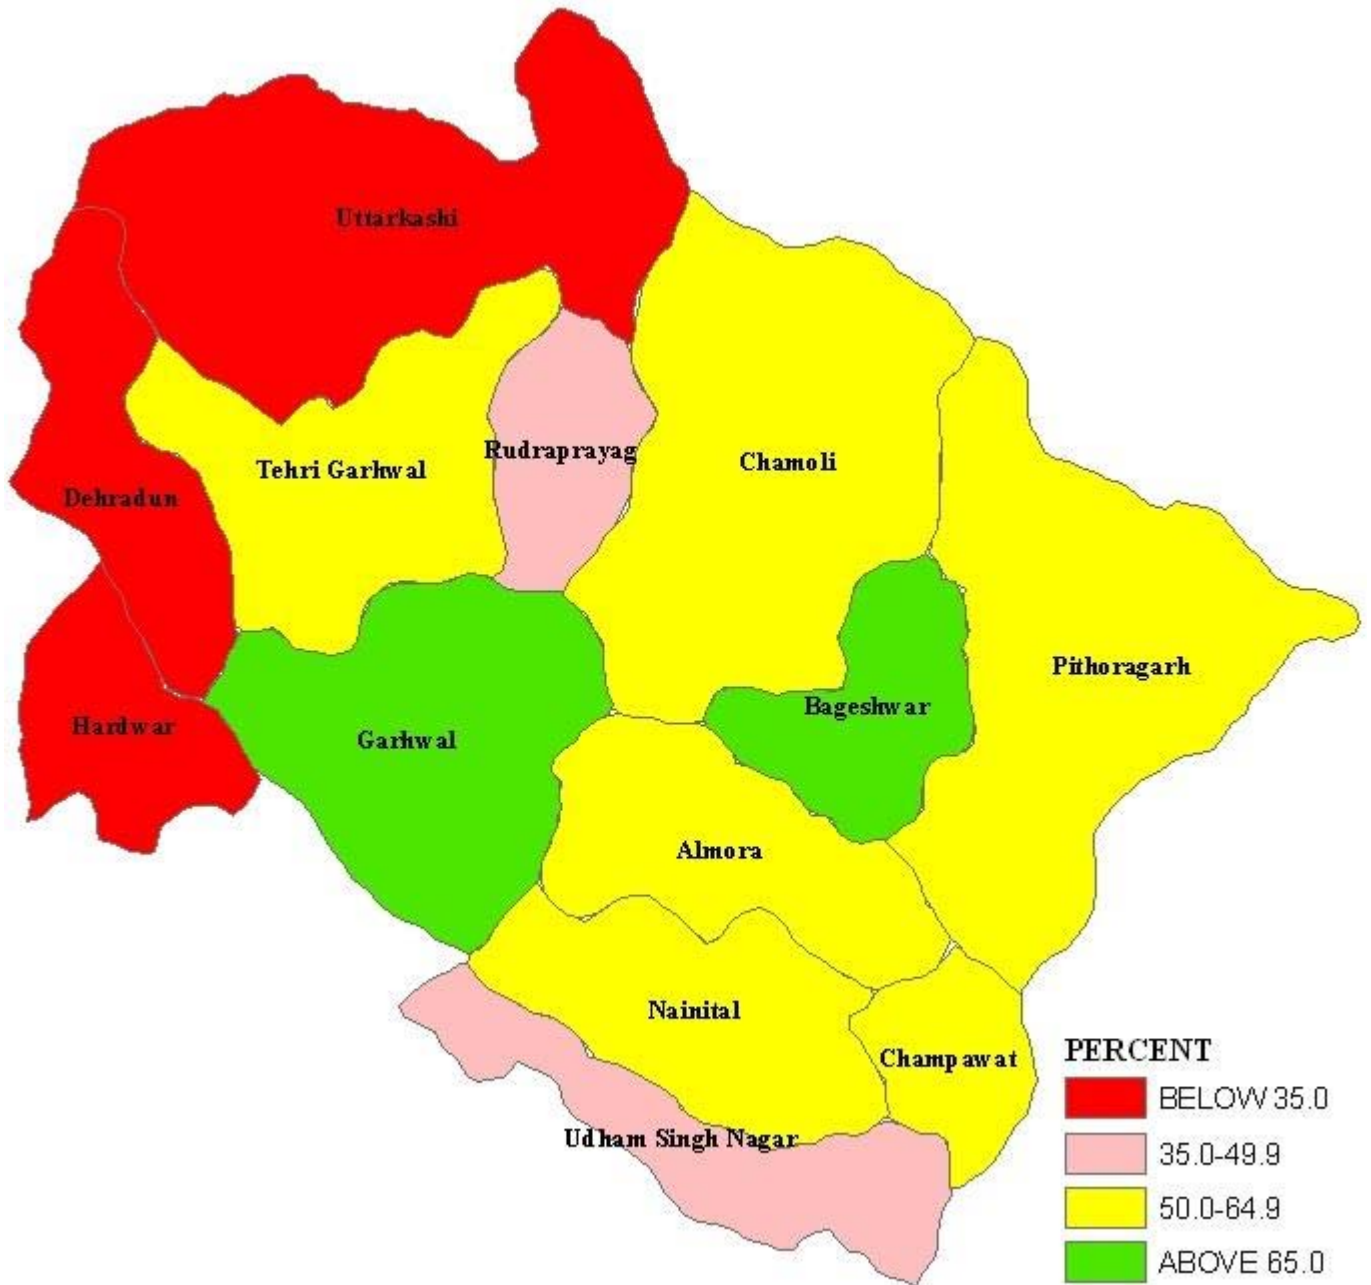 Uttarkashi
Rudraprayag
Chamoli
Tehri Garhwal
Dehradun
Pithoragarh
Bageshwar
Hardwar
Garhwal
Almora
Nainital
Champawat
Udham Singh Nagar
PERCENT
BELOW 35.0
35.0-49.9
50.0-64.9
ABOVE 65.0